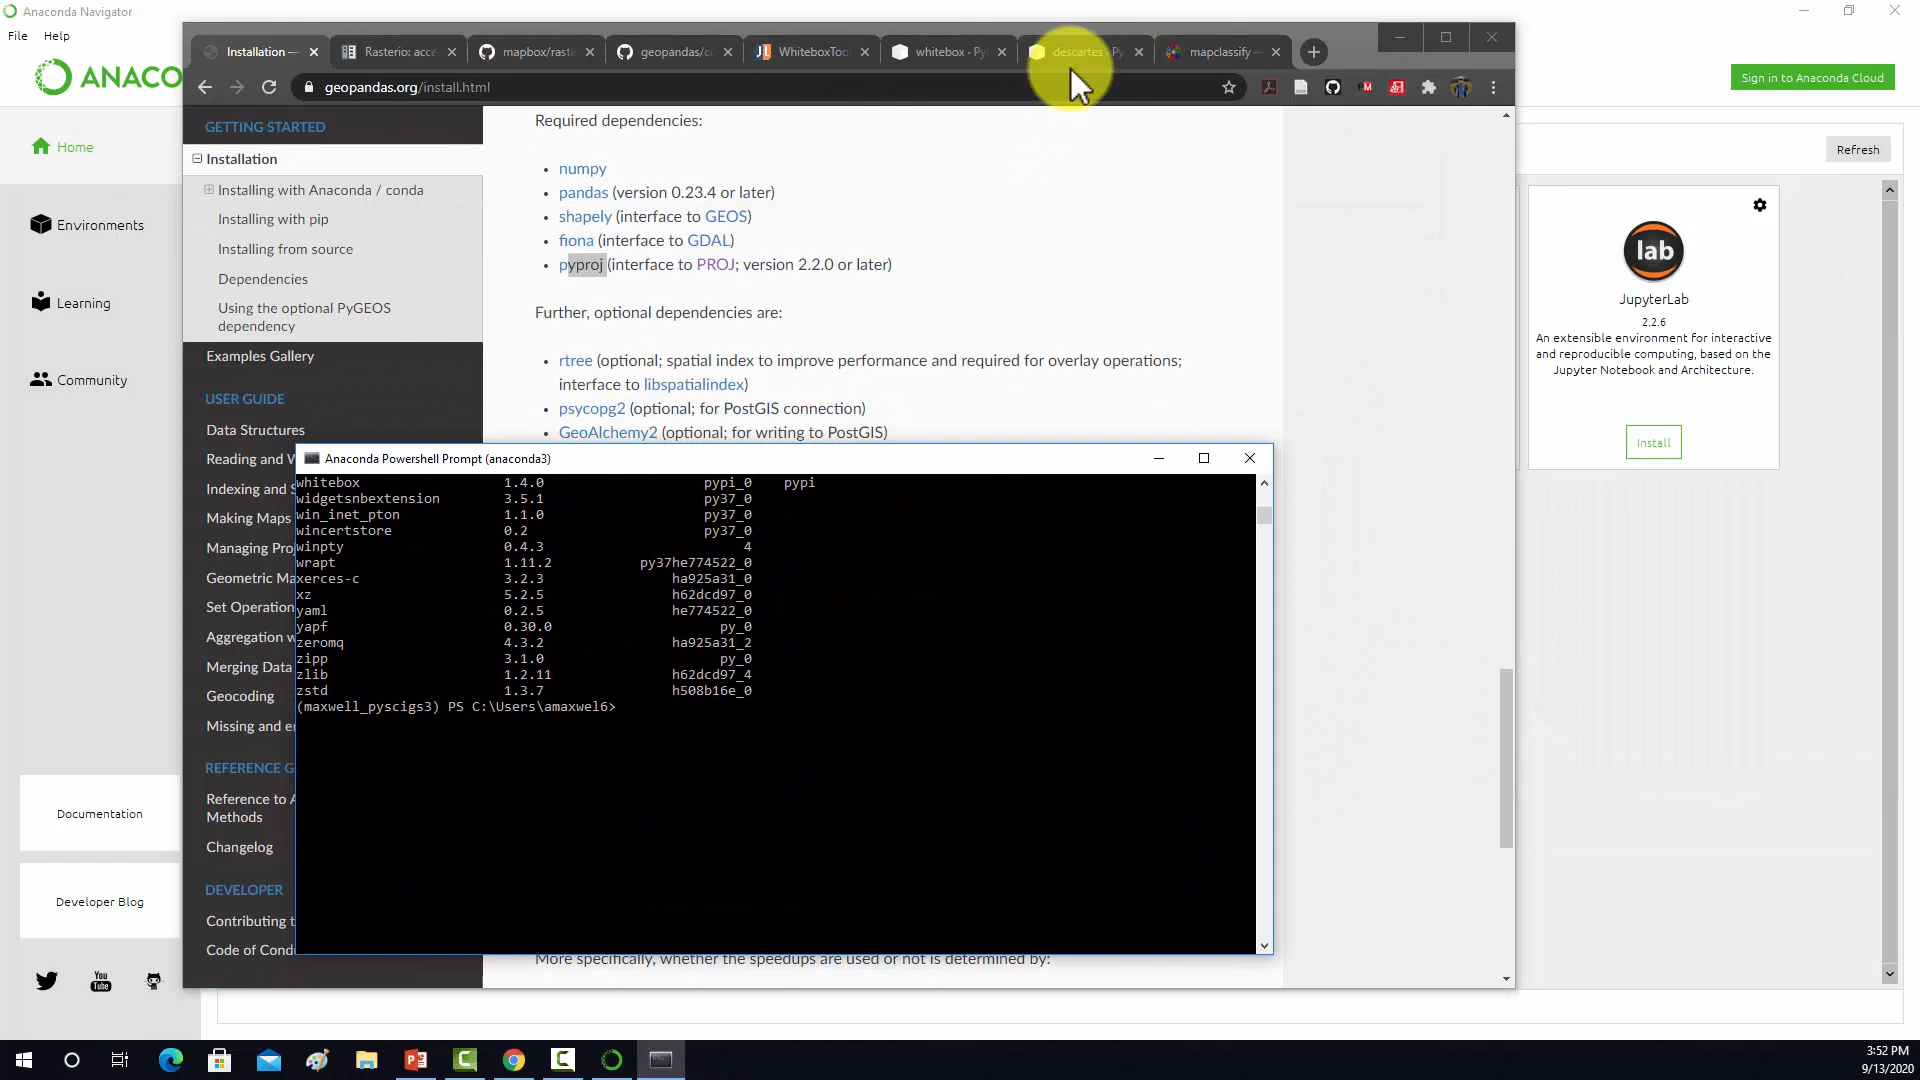 Anaconda Navigator
File Help
ANACO
Sign in to Anaconda Cloud
Home
Environments
Learning
Community
Documentation
Developer Blog
You
Tube
Refresh
lab
JupyterLab
2.2.6
An extensible environment for interactive
and reproducible computing, based on the
Jupyter Notebook and Architecture.
Install
Installation —
Rasterio: acce
mapbox/raste
geopandas/c
WhiteboxToo
whitebox · Py
descartes · Py
mapclassify —
geopandas.org/install.html
GETTING STARTED
Installation
Installing with Anaconda / conda
Installing with pip
Installing from source
Dependencies
Using the optional PyGEOS
dependency
Examples Gallery
USER GUIDE
Data Structures
Reading and W
Indexing and S
Making Maps
Managing Proj
Geometric Ma
Set Operation
Aggregation w
Merging Data
Geocoding
Missing and e
REFERENCE G
Reference to A
Methods
Changelog
DEVELOPER
Contributing t
Code of Cond
Required dependencies:
numpy
pandas (version 0.23.4 or later)
shapely (interface to GEOS)
fiona (interface to GDAL)
pyproj (interface to PROJ; version 2.2.0 or later)
Further, optional dependencies are:
rtree (optional; spatial index to improve performance and required for overlay operations;
interface to libspatialindex)
psycopg2 (optional; for PostGIS connection)
GeoAlchemy2 (optional; for writing to PostGIS)
Anaconda Powershell Prompt (anaconda3)
whitebox 1.4.0 pypi_0 pypi
widgetsnbextension 3.5.1 py37_0
win_inet_pton 1.1.0 py37_0
wincertstore 0.2 py37_0
winpty 0.4.3 4
wrapt 1.11.2 py37he774522_0
xerces-c 3.2.3 ha925a31_0
xz 5.2.5 h62dcd97_0
yaml 0.2.5 he774522_0
yapf 0.30.0 py_0
zeromq 4.3.2 ha925a31_2
zipp 3.1.0 py_0
zlib 1.2.11 h62dcd97_4
zstd 1.3.7 h508b16e_0
(maxwell_pyscigs3) PS C:\Users\amaxwel6>
More specifically, whether the speedups are used or not is determined by:
3:52 PM
9/13/2020